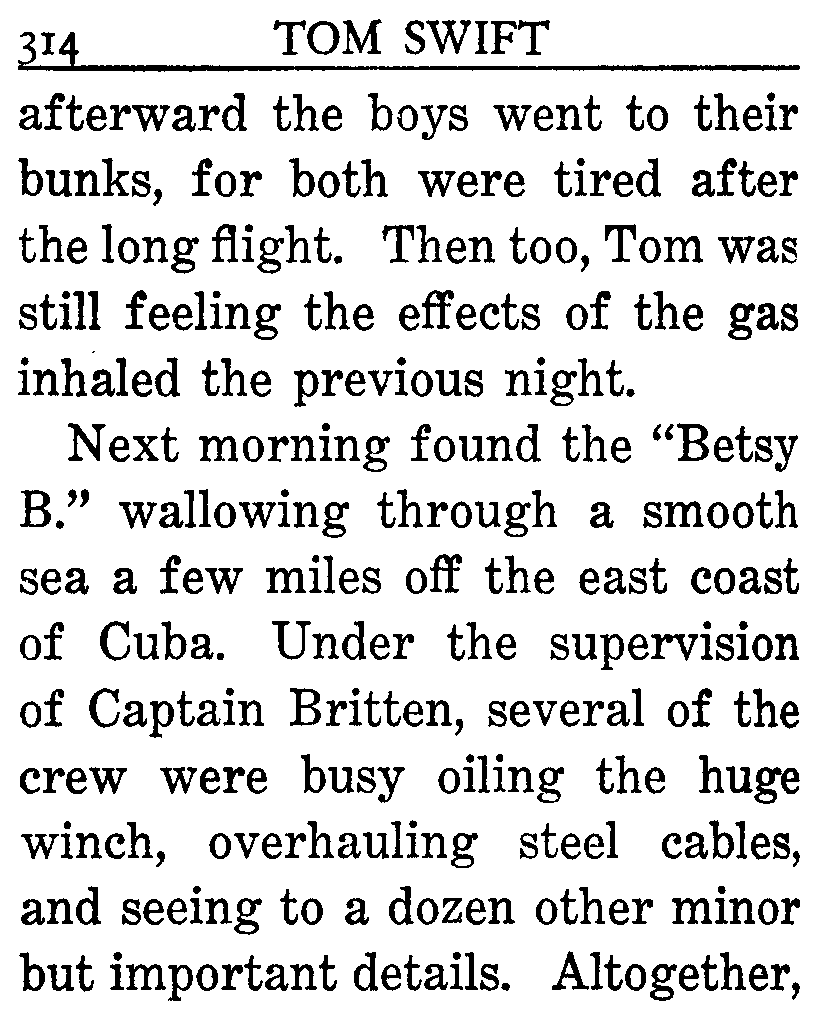 314 TOM SWIFT
afterward the boys went to their
bunks, for both were tired after
the long flight. Then too, Tom was
still feeling the effects of the gas
inhaled the previous night.
Next morning found the “Betsy
B.” wallowing through a smooth
sea a few miles off the east coast
of Cuba. Under the supervision
of Captain Britten, several of the
crew were busy oiling the huge
winch, overhauling steel cables,
and seeing to a dozen other minor
but important details. Altogether,